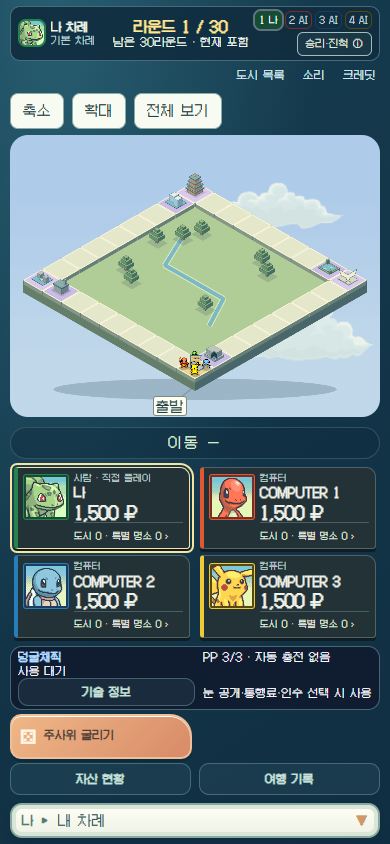 나 차례
기본 차례
라운드 1 / 30
남은 30라운드 · 현재 포함
1 나 2 AI 3 AI 4 AI
승리·진척 ⓘ
도시 목록 소리 크레딧
축소 확대 전체 보기
출발
이동 —
사람 · 직접 플레이
나
1,500 ₽
도시 0 · 특별 명소 0 ›
컴퓨터
COMPUTER 1
1,500 ₽
도시 0 · 특별 명소 0 ›
컴퓨터
COMPUTER 2
1,500 ₽
도시 0 · 특별 명소 0 ›
컴퓨터
COMPUTER 3
1,500 ₽
도시 0 · 특별 명소 0 ›
덩굴채찍
사용 대기
PP 3/3 · 자동 충전 없음
기술 정보
눈 공개·통행료·인수 선택 시 사용
주사위 굴리기
자산 현황 여행 기록
나 ▸ 내 차례 ▼